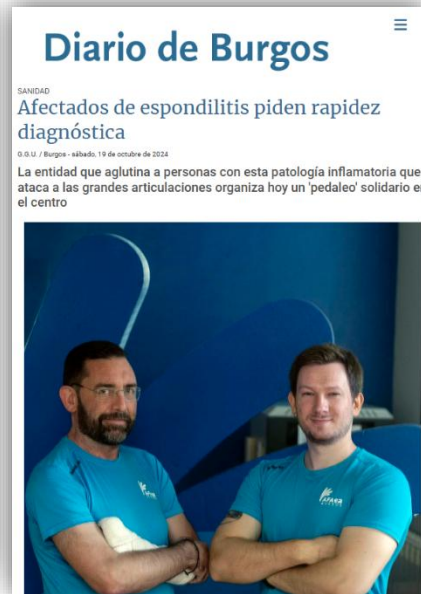 Diario de Burgos
SANIDAD
Afectados de espondilitis piden rapidez
diagnóstica
G.G.U. / Burgos - sábado, 19 de octubre de 2024
La entidad que aglutina a personas con esta patología inflamatoria que
ataca a las grandes articulaciones organiza hoy un 'pedaleo' solidario en
el centro